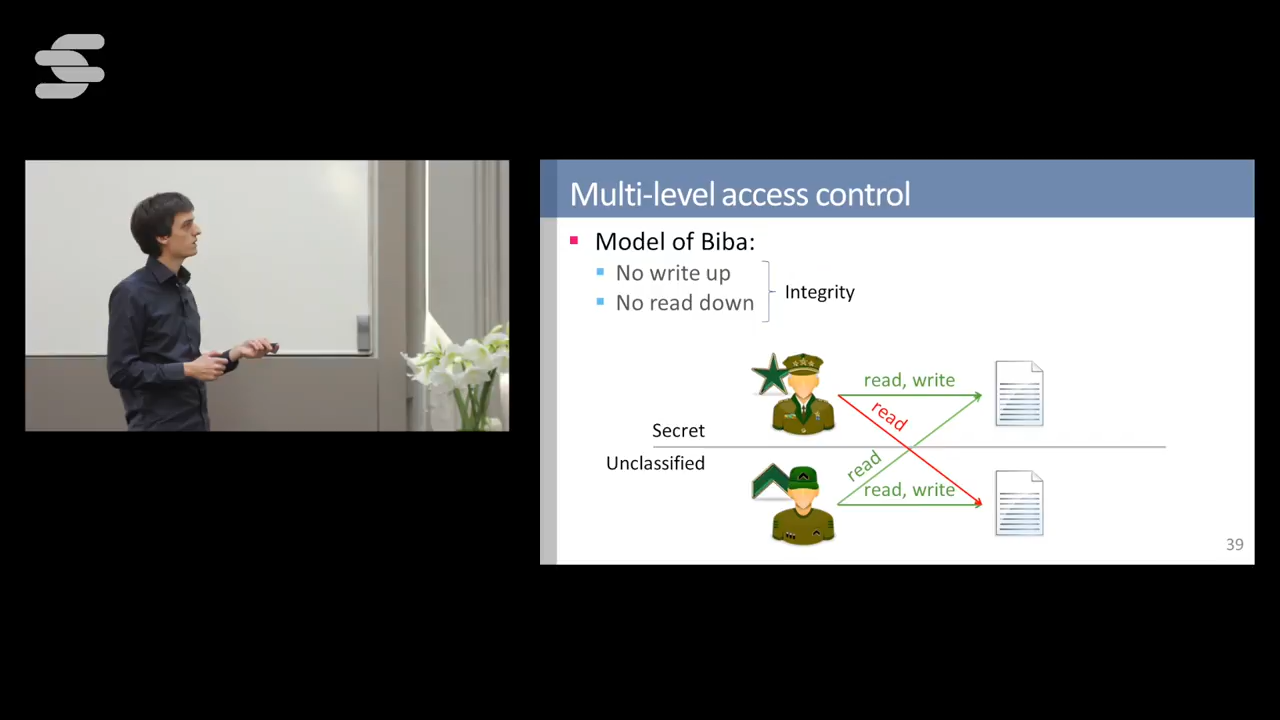 Multi-level access control
Model of Biba:
No write up
No read down
Integrity
read, write
read
Secret
Unclassified
read
read, write
39